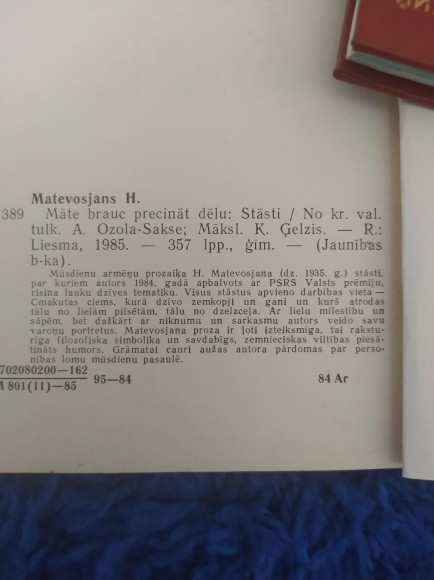 Matevosjans H.
389 Māte brauc precināt dēlu: Stāsti / No kr. val.
tulk. A. Ozola-Sakse; Māksl. K. Ģelzis. — R.:
Liesma, 1985. — 357 lpp., ģīm. — (Jaunības
b-ka).
Mūsdienu armēņu prozaiķa H. Matevosjana (dz. 1935. g.) stāsti,
par kuriem autors 1984. gadā apbalvots ar PSRS Valsts prēmiju,
risina lauku dzīves tematiku. Visus stāstus apvieno darbības vieta —
Cmakutas ciems, kurā dzīvo zemkopji un gani un kurš atrodas
tālu no lielām pilsētām, tālu no dzelzceļa. Ar lielu mīlestību un
sāpēm, bet dažkārt ar niknumu un sarkasmu autors veido savu
varoņu portretus. Matevosjana proza ir ļoti izteiksmīga, tai rakstu-
rīga filozofiska simbolika un savdabīgs, zemnieciskas viltības piesā-
tināts humors. Grāmatai cauri aužas autora pārdomas par perso-
nības lomu mūsdienu pasaulē.
702080200—162
M 801(11)—85 95—84 84 Ar